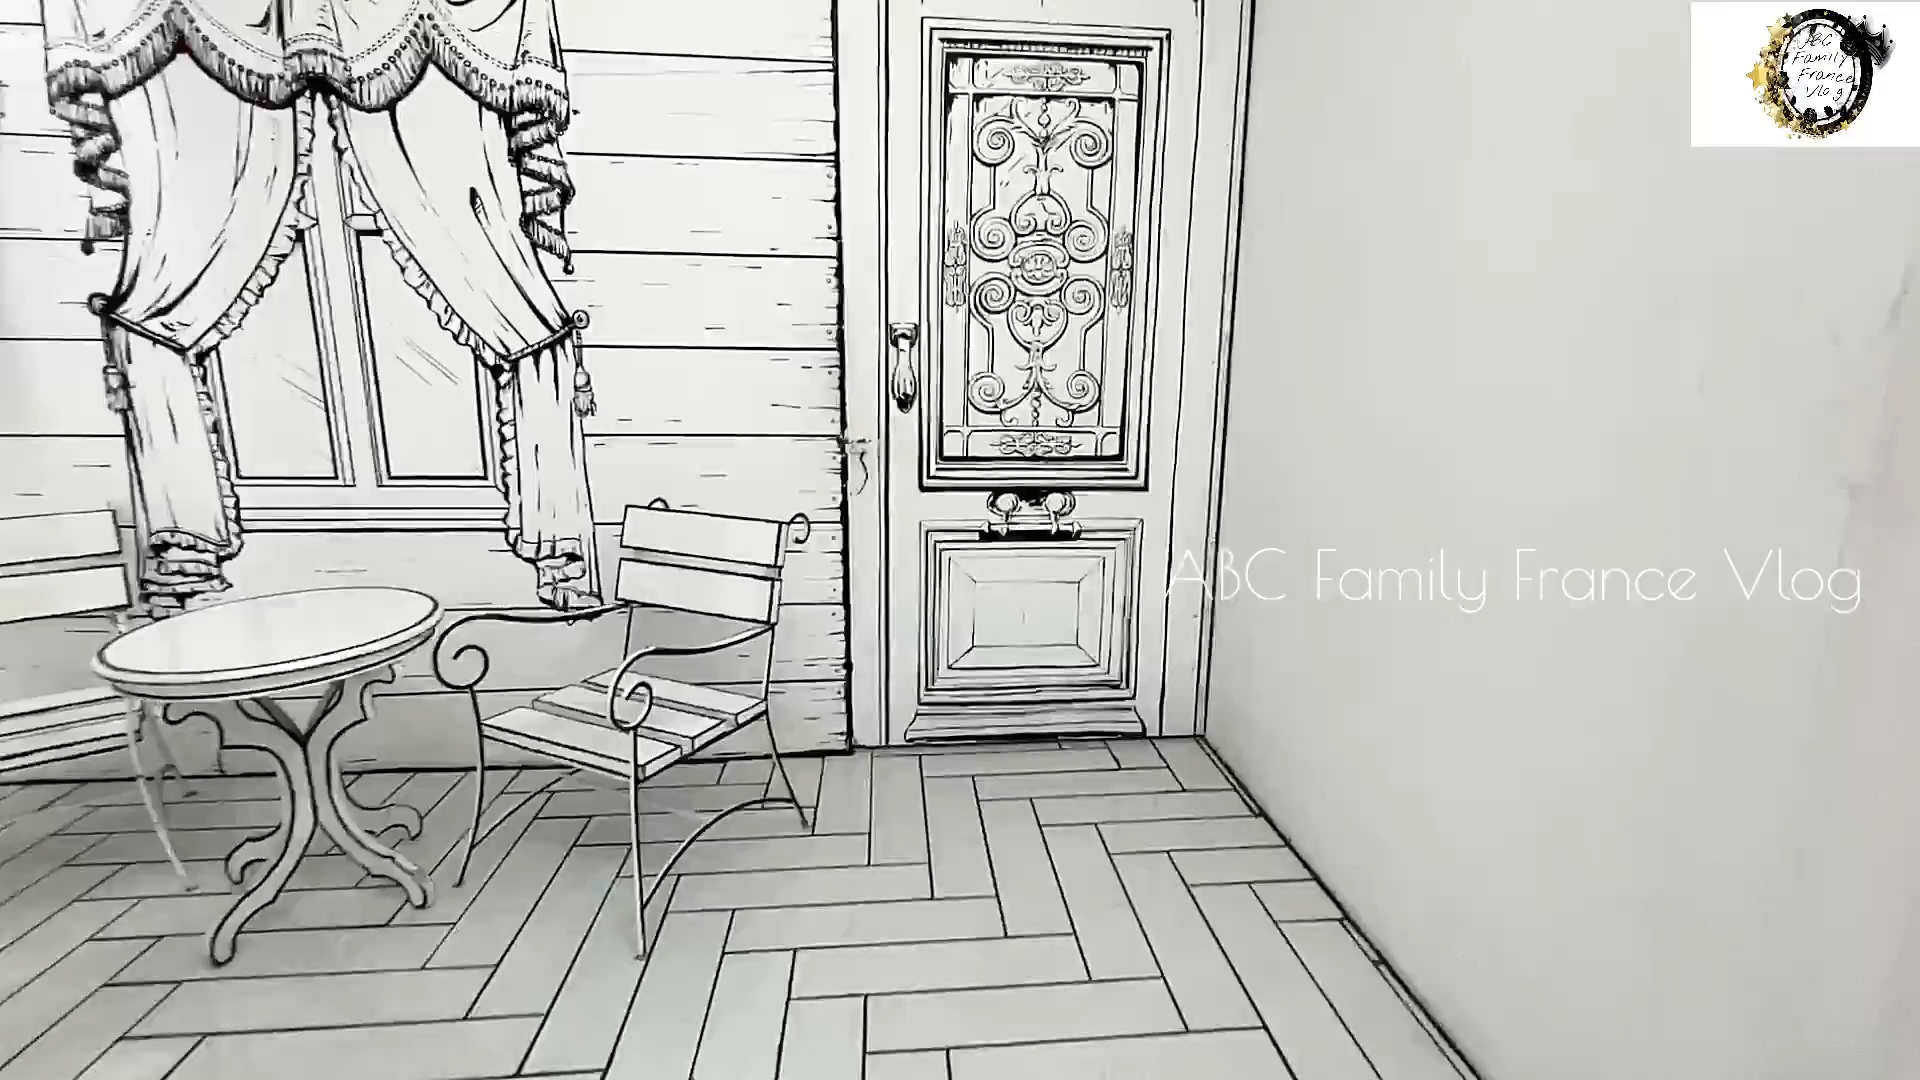 ABC
Family
France
Vlog
ABC Family France Vlog